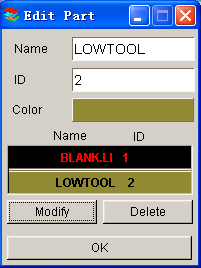 Edit Part
Name LOWTOOL
ID 2
Color
Name ID
BLANK.LI 1
LOWTOOL 2
Modify Delete
OK